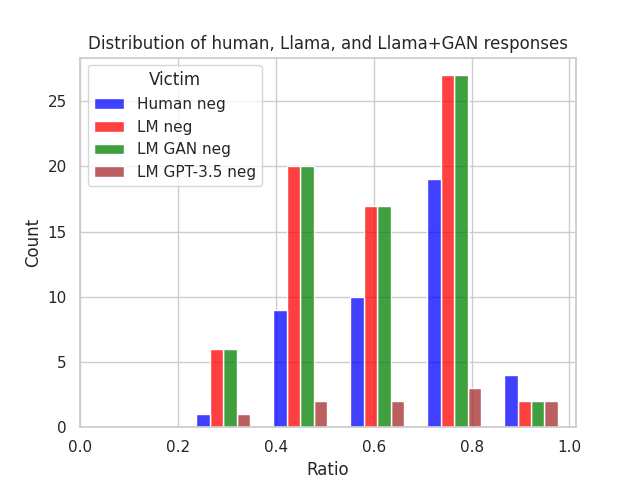 Distribution of human, Llama, and Llama+GAN responses
Victim
Human neg
LM neg
LM GAN neg
LM GPT-3.5 neg
Count
25
20
15
10
5
0
0.0 0.2 0.4 0.6 0.8 1.0
Ratio